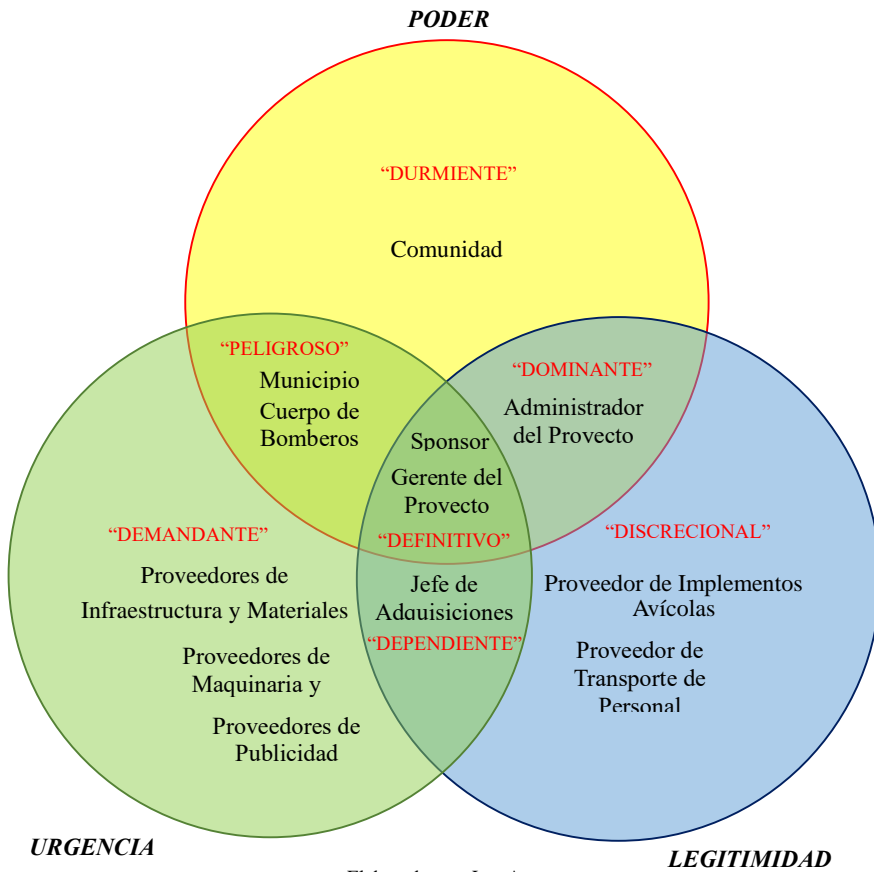 PODER
“DURMIENTE”
Comunidad
“PELIGROSO”
Municipio
Cuerpo de
Bomberos
“DOMINANTE”
Administrador
del Proyecto
Sponsor
Gerente del
Proyecto
“DEFINITIVO”
“DEMANDANTE”
Proveedores de
Infraestructura y Materiales
Proveedores de
Maquinaria y
Proveedores de
Publicidad
Jefe de
Adquisiciones
“DEPENDIENTE”
“DISCRECIONAL”
Proveedor de Implementos
Avícolas
Proveedor de
Transporte de
Personal
URGENCIA
LEGITIMIDAD